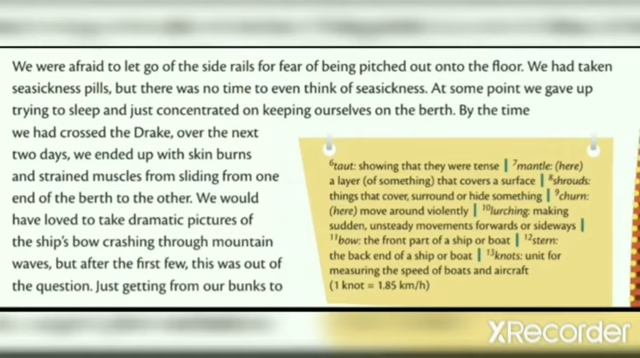 We were afraid to let go of the side rails for fear of being pitched out onto the floor. We had taken
seasickness pills, but there was no time to even think of seasickness. At some point we gave up
trying to sleep and just concentrated on keeping ourselves on the berth. By the time
we had crossed the Drake, over the next
two days, we ended up with skin burns
and strained muscles from sliding from one
end of the berth to the other. We would
have loved to take dramatic pictures of
the ship's bow crashing through mountain
waves, but after the first few, this was out of
the question. Just getting from our bunks to
⁶taut: showing that they were tense | ⁷mantle: (here)
a layer (of something) that covers a surface | ⁸shrouds:
things that cover, surround or hide something | ⁹churn:
(here) move around violently | ¹⁰lurching: making
sudden, unsteady movements forwards or sideways |
¹¹bow: the front part of a ship or boat | ¹²stern:
the back end of a ship or boat | ¹³knots: unit for
measuring the speed of boats and aircraft
(1 knot = 1.85 km/h)
XRecorder